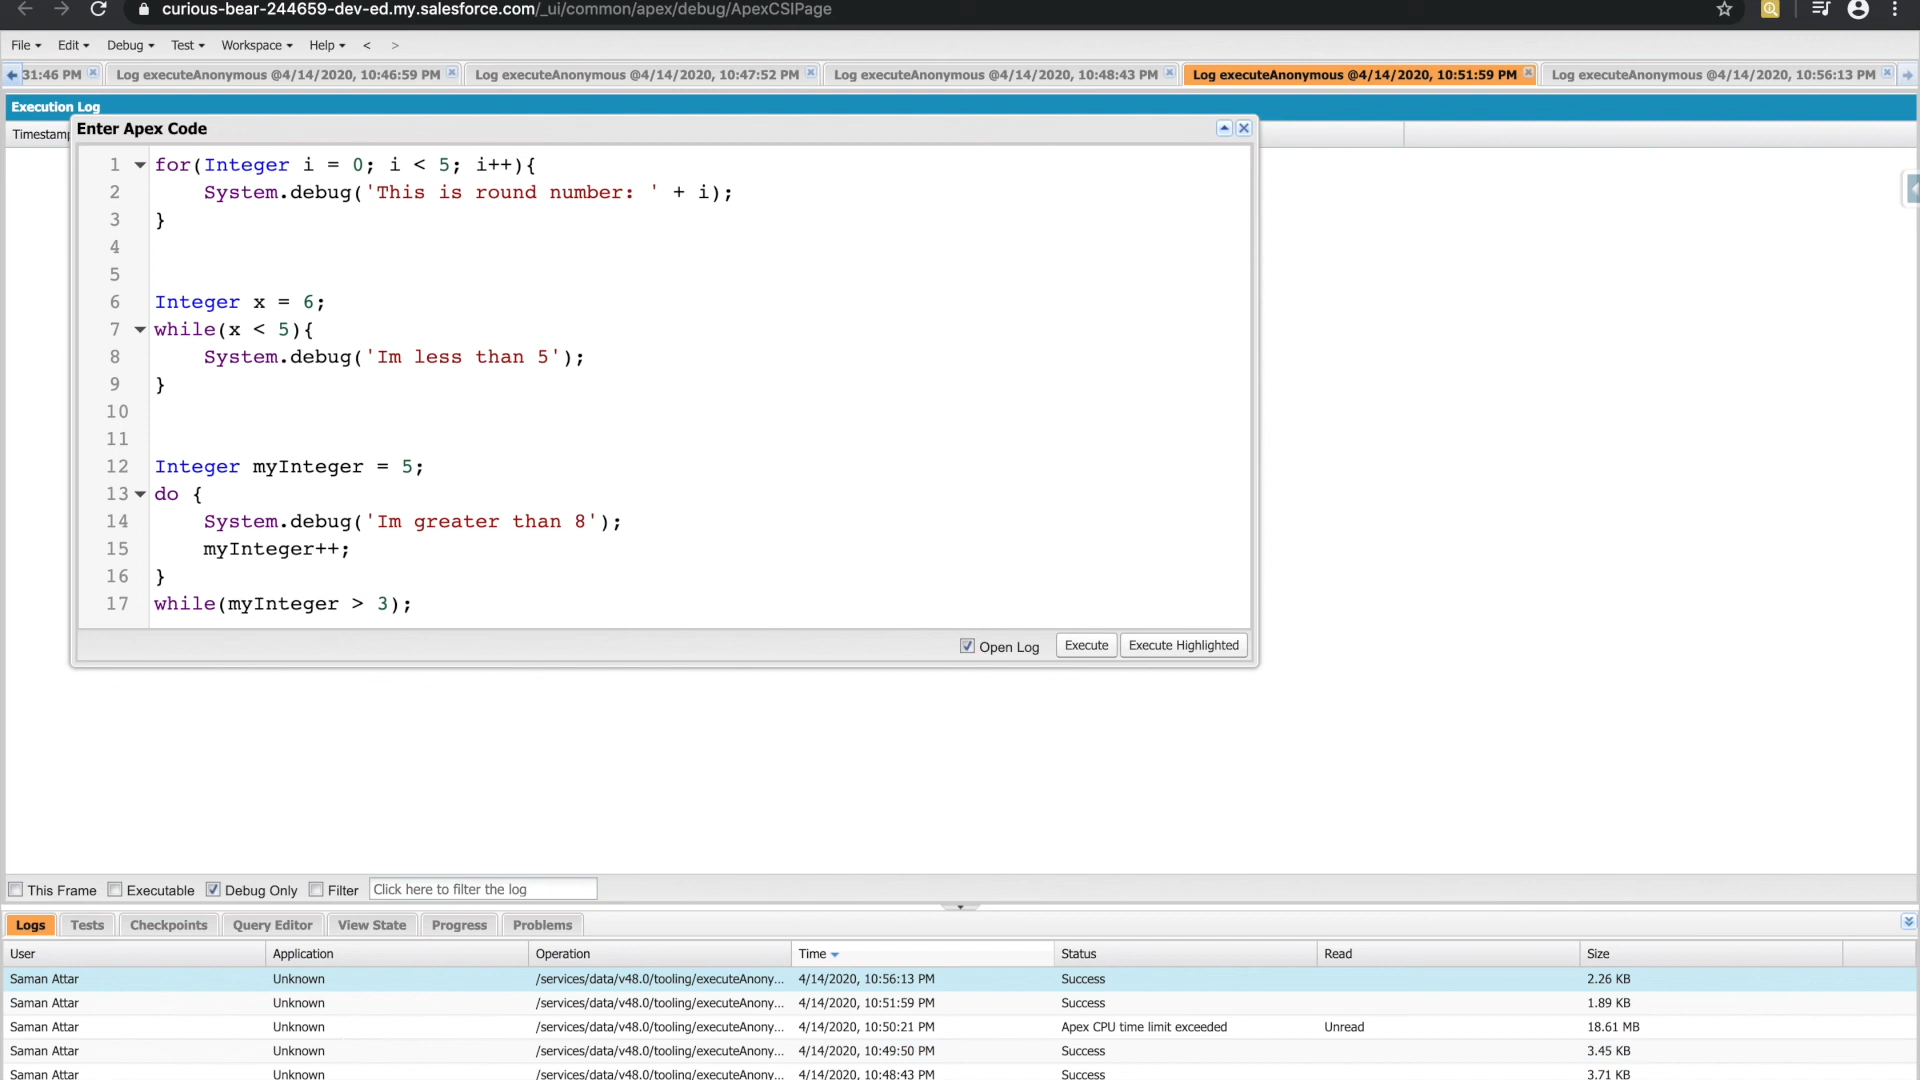 curious-bear-244659-dev-ed.my.salesforce.com/_ui/common/apex/debug/ApexCSIPage
File Edit Debug Test Workspace Help < >
31:46 PM Log executeAnonymous @4/14/2020, 10:46:59 PM Log executeAnonymous @4/14/2020, 10:47:52 PM Log executeAnonymous @4/14/2020, 10:48:43 PM Log executeAnonymous @4/14/2020, 10:51:59 PM Log executeAnonymous @4/14/2020, 10:56:13 PM
Execution Log
Timestamp
Enter Apex Code
1 for(Integer i = 0; i < 5; i++){
2 System.debug('This is round number: ' + i);
3 }
4
5
6 Integer x = 6;
7 while(x < 5){
8 System.debug('Im less than 5');
9 }
10
11
12 Integer myInteger = 5;
13 do {
14 System.debug('Im greater than 8');
15 myInteger++;
16 }
17 while(myInteger > 3);
Open Log Execute Execute Highlighted
This Frame Executable Debug Only Filter Click here to filter the log
Logs Tests Checkpoints Query Editor View State Progress Problems
User Application Operation Time Status Read Size
Saman Attar Unknown /services/data/v48.0/tooling/executeAnony... 4/14/2020, 10:56:13 PM Success 2.26 KB
Saman Attar Unknown /services/data/v48.0/tooling/executeAnony... 4/14/2020, 10:51:59 PM Success 1.89 KB
Saman Attar Unknown /services/data/v48.0/tooling/executeAnony... 4/14/2020, 10:50:21 PM Apex CPU time limit exceeded Unread 18.61 MB
Saman Attar Unknown /services/data/v48.0/tooling/executeAnony... 4/14/2020, 10:49:50 PM Success 3.45 KB
Saman Attar Unknown /services/data/v48.0/tooling/executeAnony... 4/14/2020, 10:48:43 PM Success 3.71 KB